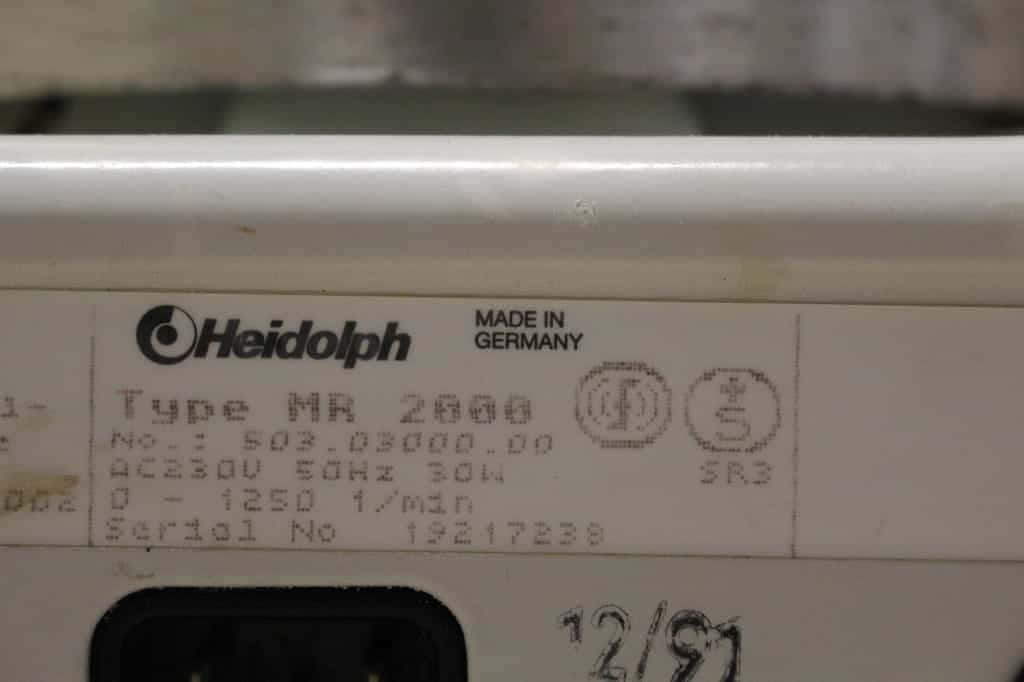 Heidolph
MADE IN
GERMANY
Type MR 2000
No.: 503.03000.00
AC230V 50Hz 30W
0 - 1250 1/min
Serial No 19217238
S
SR3
002
12/91